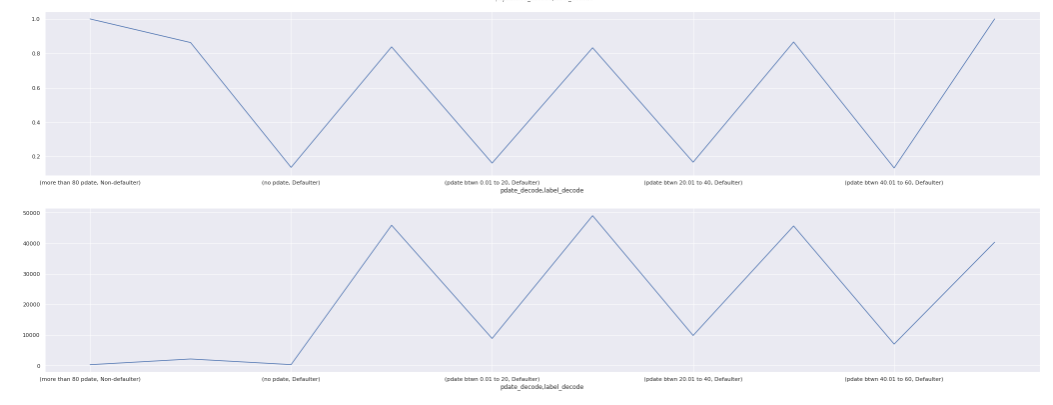 1.0
0.8
0.6
0.4
0.2
(more than 80 pdate, Non-defaulter) (no pdate, Defaulter) (pdate btwn 0.01 to 20, Defaulter) (pdate btwn 20.01 to 40, Defaulter) (pdate btwn 40.01 to 60, Defaulter)
pdate_decode,label_decode
50000
40000
30000
20000
10000
0
(more than 80 pdate, Non-defaulter) (no pdate, Defaulter) (pdate btwn 0.01 to 20, Defaulter) (pdate btwn 20.01 to 40, Defaulter) (pdate btwn 40.01 to 60, Defaulter)
pdate_decode,label_decode